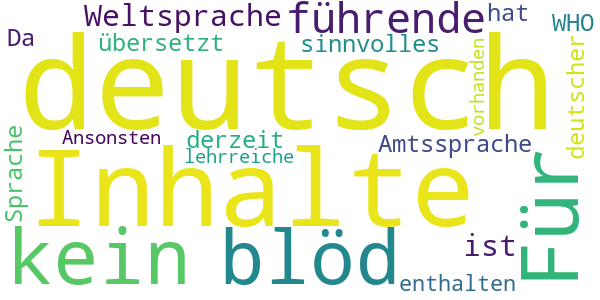 Weltsprache führende hat
Da übersetzt sinnvolles WHO
deutsch vorhanden deutscher
Ansonsten derzeit Amtssprache
Sprache lehrreiche
Inhalte Für
kein blöd ist
enthalten